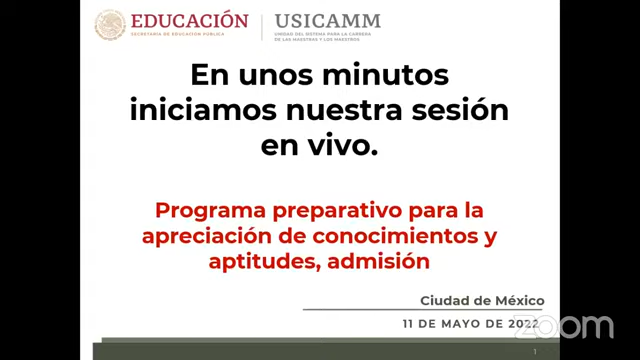 EDUCACIÓN
SECRETARÍA DE EDUCACIÓN PÚBLICA
USICAMM
UNIDAD DEL SISTEMA PARA LA CARRERA
DE LAS MAESTRAS Y LOS MAESTROS
En unos minutos
iniciamos nuestra sesión
en vivo.
Programa preparativo para la
apreciación de conocimientos y
aptitudes, admisión
Ciudad de México
11 DE MAYO DE 2022
zoom
1